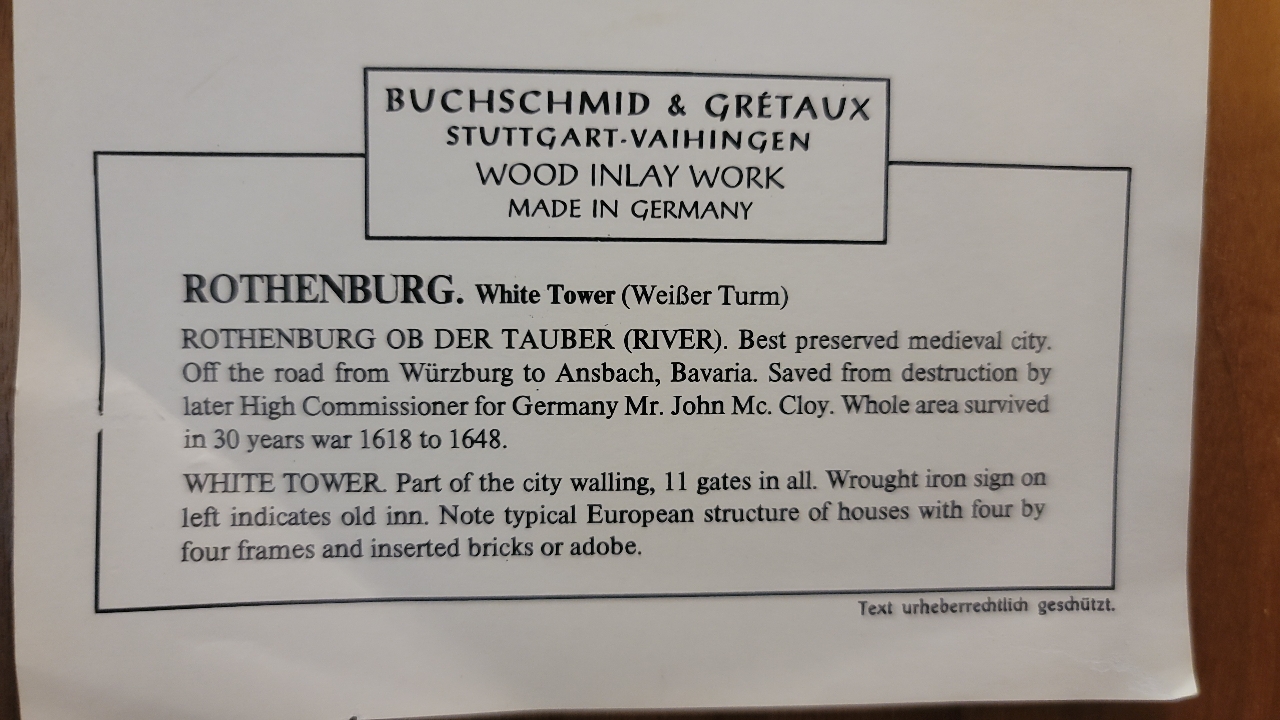 BUCHSCHMID & GRÉTAUX
STUTTGART-VAIHINGEN
WOOD INLAY WORK
MADE IN GERMANY
ROTHENBURG. White Tower (Weißer Turm)
ROTHENBURG OB DER TAUBER (RIVER). Best preserved medieval city.
Off the road from Würzburg to Ansbach, Bavaria. Saved from destruction by
later High Commissioner for Germany Mr. John Mc. Cloy. Whole area survived
in 30 years war 1618 to 1648.
WHITE TOWER. Part of the city walling, 11 gates in all. Wrought iron sign on
left indicates old inn. Note typical European structure of houses with four by
four frames and inserted bricks or adobe.
Text urheberrechtlich geschützt.